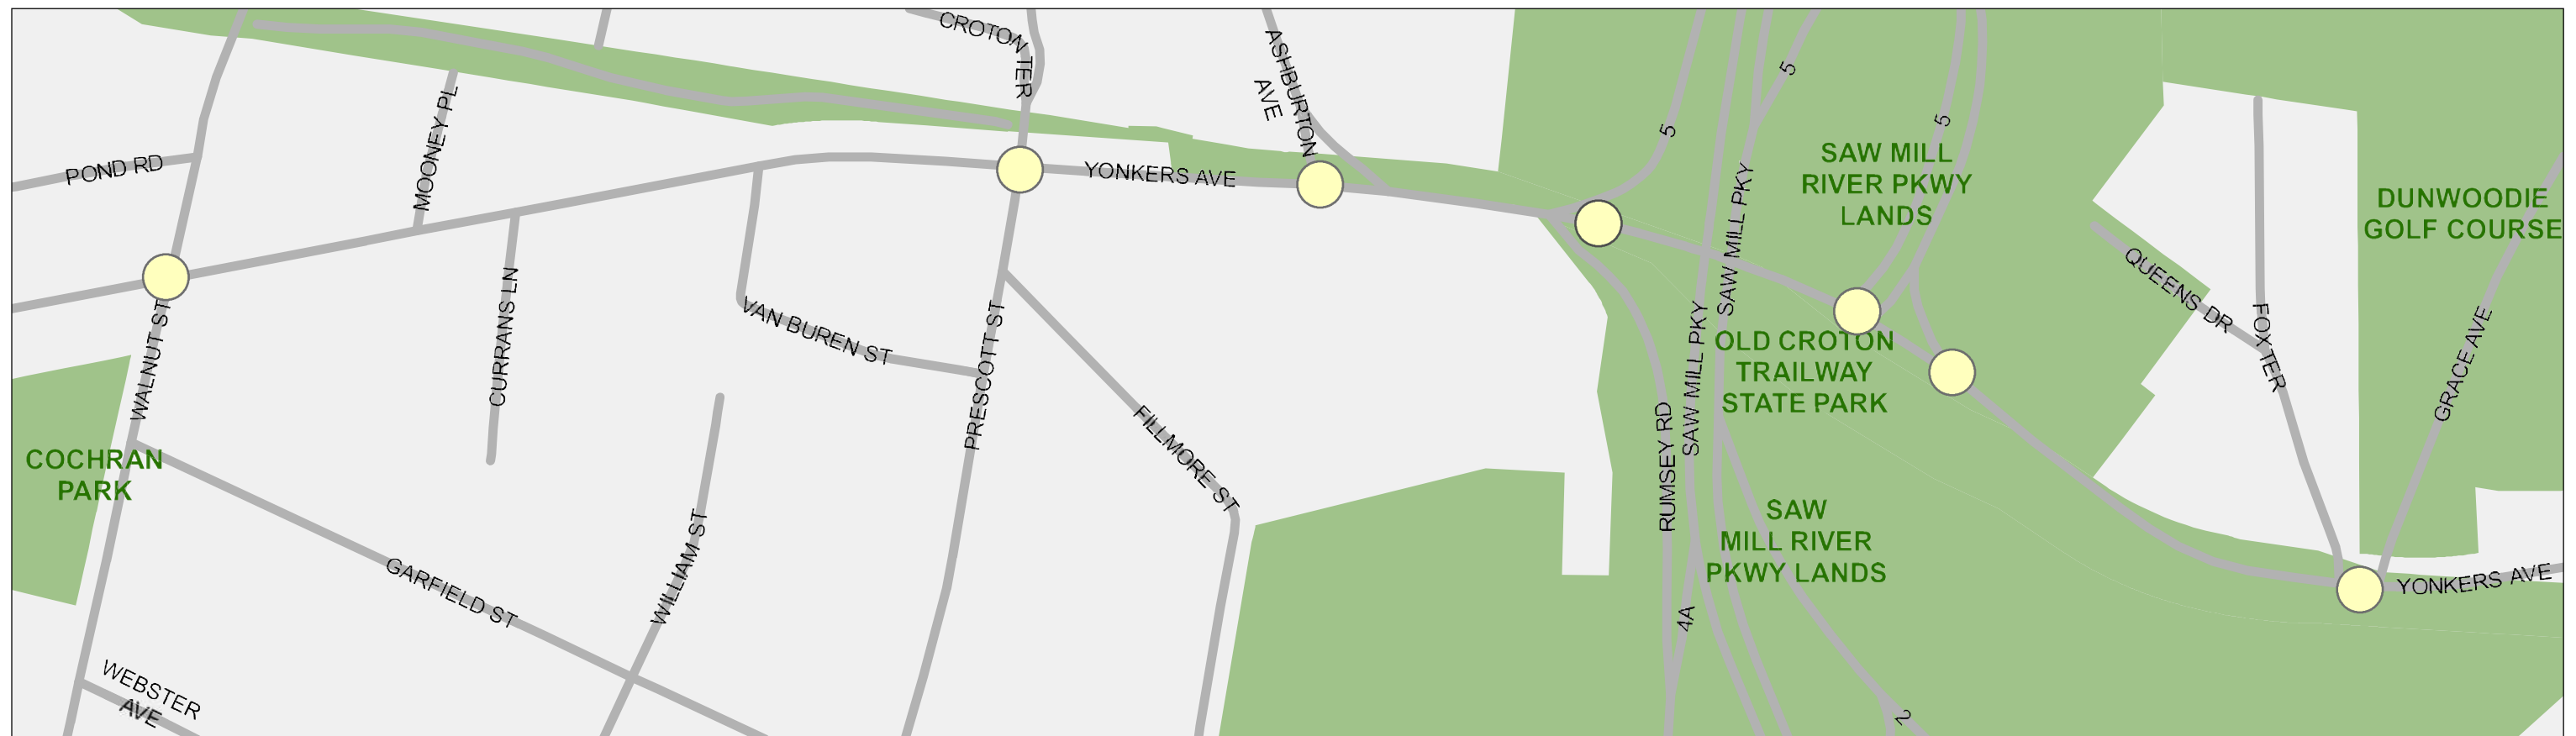 CROTON TER
ASHBURTON
AVE
5
5
5
POND RD
MOONEY PL
YONKERS AVE
SAW MILL
RIVER PKWY
LANDS
DUNWOODIE
GOLF COURSE
SAW MILL PKY
QUEENS DR
WALNUT ST
CURRANS LN
VAN BUREN ST
PRESCOTT ST
SAW MILL PKY
OLD CROTON
TRAILWAY
STATE PARK
FOX TER
GRACE AVE
COCHRAN
PARK
FILLMORE ST
RUMSEY RD
SAW
MILL RIVER
PKWY LANDS
GARFIELD ST
WILLIAM ST
4A
YONKERS AVE
WEBSTER
AVE
2